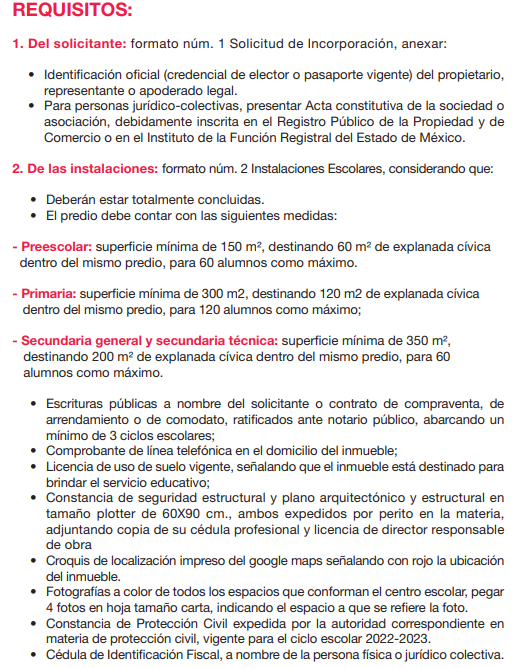 REQUISITOS:
1. Del solicitante: formato núm. 1 Solicitud de Incorporación, anexar:
• Identificación oficial (credencial de elector o pasaporte vigente) del propietario,
representante o apoderado legal.
• Para personas jurídico-colectivas, presentar Acta constitutiva de la sociedad o
asociación, debidamente inscrita en el Registro Público de la Propiedad y de
Comercio o en el Instituto de la Función Registral del Estado de México.
2. De las instalaciones: formato núm. 2 Instalaciones Escolares, considerando que:
• Deberán estar totalmente concluidas.
• El predio debe contar con las siguientes medidas:
- Preescolar: superficie mínima de 150 m², destinando 60 m² de explanada cívica
dentro del mismo predio, para 60 alumnos como máximo.
- Primaria: superficie mínima de 300 m2, destinando 120 m2 de explanada cívica
dentro del mismo predio, para 120 alumnos como máximo;
- Secundaria general y secundaria técnica: superficie mínima de 350 m²,
destinando 200 m² de explanada cívica dentro del mismo predio, para 60
alumnos como máximo.
• Escrituras públicas a nombre del solicitante o contrato de compraventa, de
arrendamiento o de comodato, ratificados ante notario público, abarcando un
mínimo de 3 ciclos escolares;
• Comprobante de línea telefónica en el domicilio del inmueble;
• Licencia de uso de suelo vigente, señalando que el inmueble está destinado para
brindar el servicio educativo;
• Constancia de seguridad estructural y plano arquitectónico y estructural en
tamaño plotter de 60X90 cm., ambos expedidos por perito en la materia,
adjuntando copia de su cédula profesional y licencia de director responsable
de obra
• Croquis de localización impreso del google maps señalando con rojo la ubicación
del inmueble.
• Fotografías a color de todos los espacios que conforman el centro escolar, pegar
4 fotos en hoja tamaño carta, indicando el espacio a que se refiere la foto.
• Constancia de Protección Civil expedida por la autoridad correspondiente en
materia de protección civil, vigente para el ciclo escolar 2022-2023.
• Cédula de Identificación Fiscal, a nombre de la persona física o jurídico colectiva.